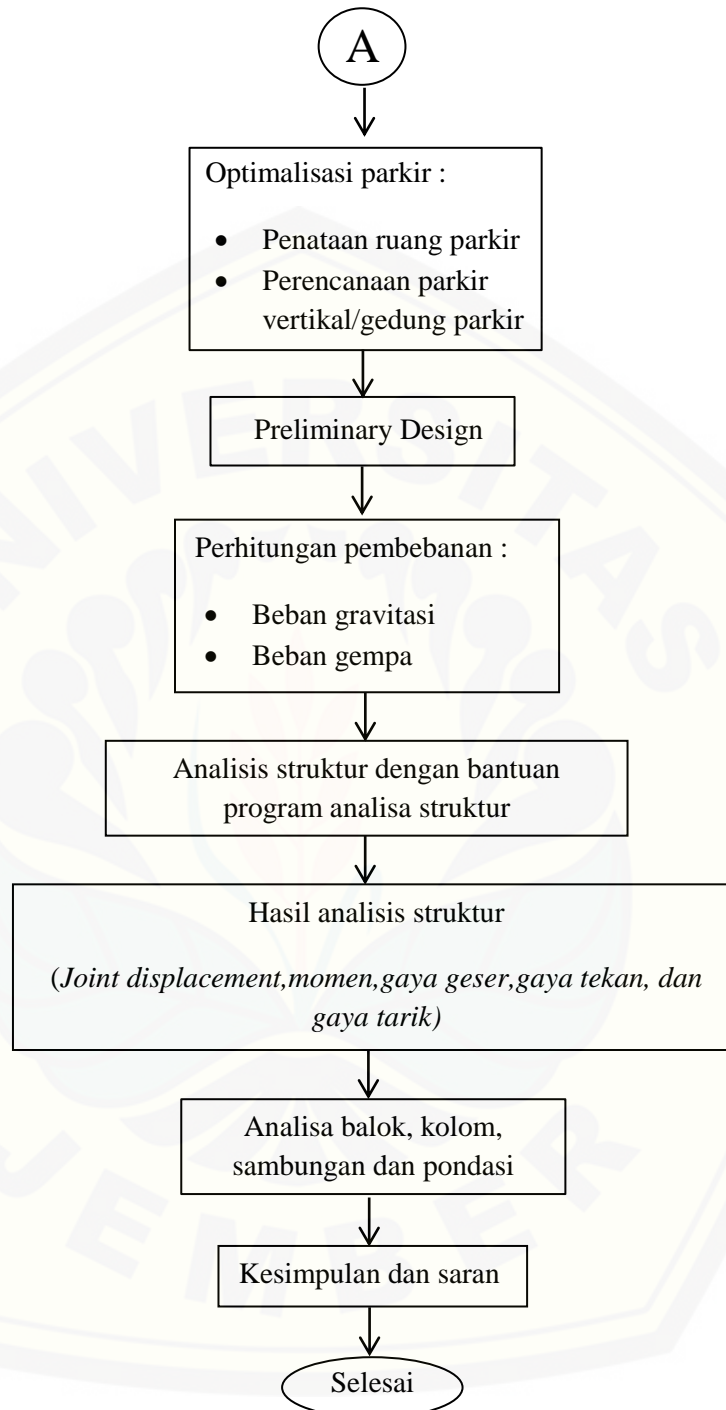 A
Optimalisasi parkir :
• Penataan ruang parkir
• Perencanaan parkir
vertikal/gedung parkir
Preliminary Design
Perhitungan pembebanan :
• Beban gravitasi
• Beban gempa
Analisis struktur dengan bantuan
program analisa struktur
Hasil analisis struktur
(Joint displacement,momen,gaya geser,gaya tekan, dan
gaya tarik)
Analisa balok, kolom,
sambungan dan pondasi
Kesimpulan dan saran
Selesai
UNIVERSITAS
JEMBER